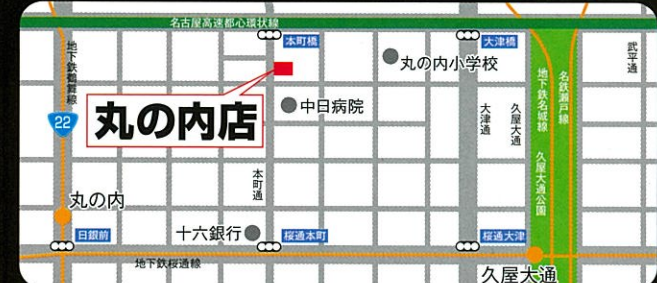 名古屋高速都心環状線
本町橋
大津橋
地下鉄鶴舞線
丸の内小学校
武平通
22
丸の内店
中日病院
大津通
久屋大通
地下鉄名城線
名鉄瀬戸線
久屋大通公園
本町通
丸の内
日銀前
十六銀行
桜通本町
桜通大津
地下鉄桜通線
久屋大通